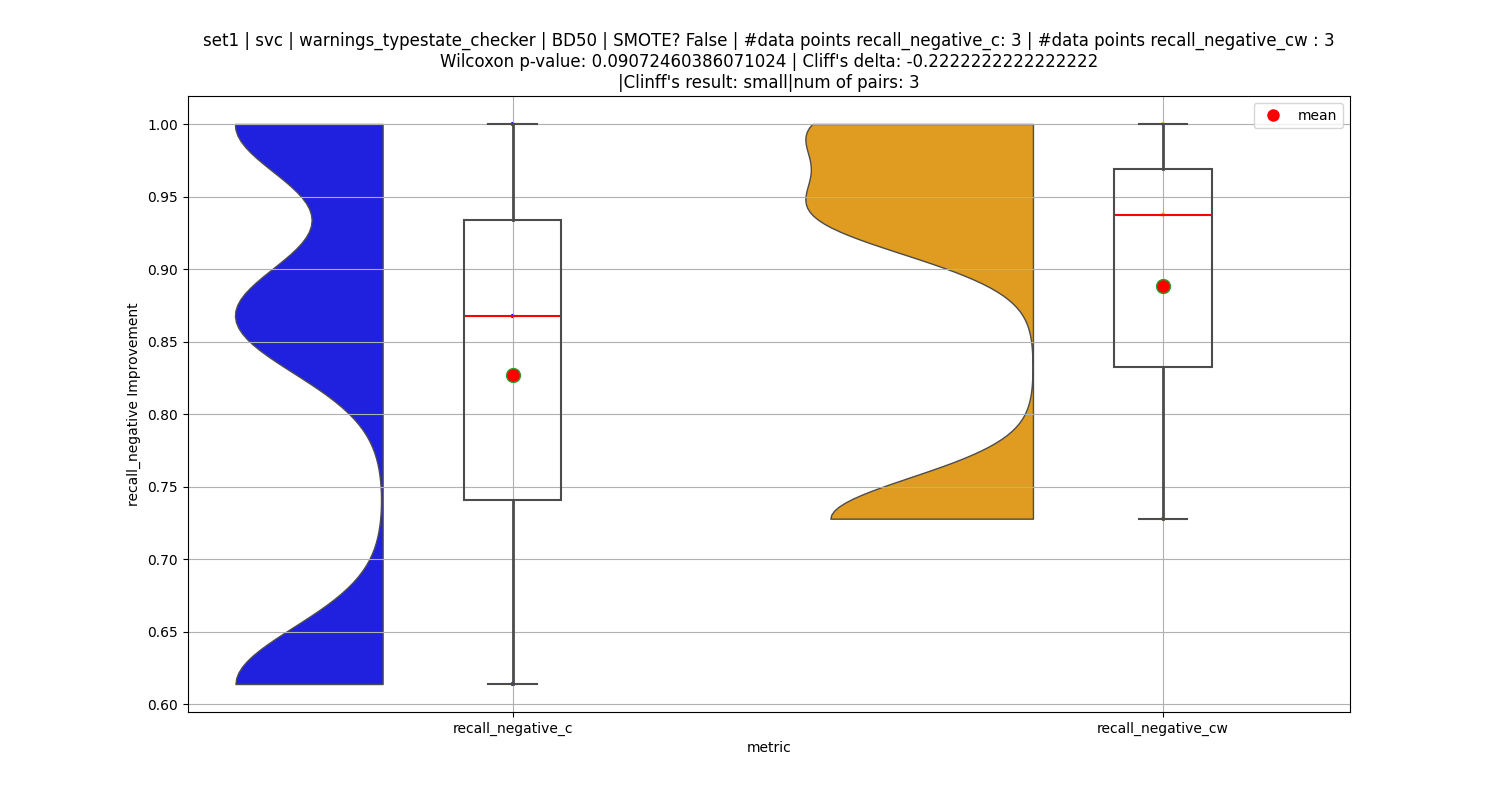 set1 | svc | warnings_typestate_checker | BD50 | SMOTE? False | #data points recall_negative_c: 3 | #data points recall_negative_cw : 3
Wilcoxon p-value: 0.09072460386071024 | Cliff's delta: -0.2222222222222222
|Clinff's result: small|num of pairs: 3
mean
1.00
0.95
0.90
0.85
0.80
0.75
0.70
0.65
0.60
recall_negative Improvement
recall_negative_c
recall_negative_cw
metric